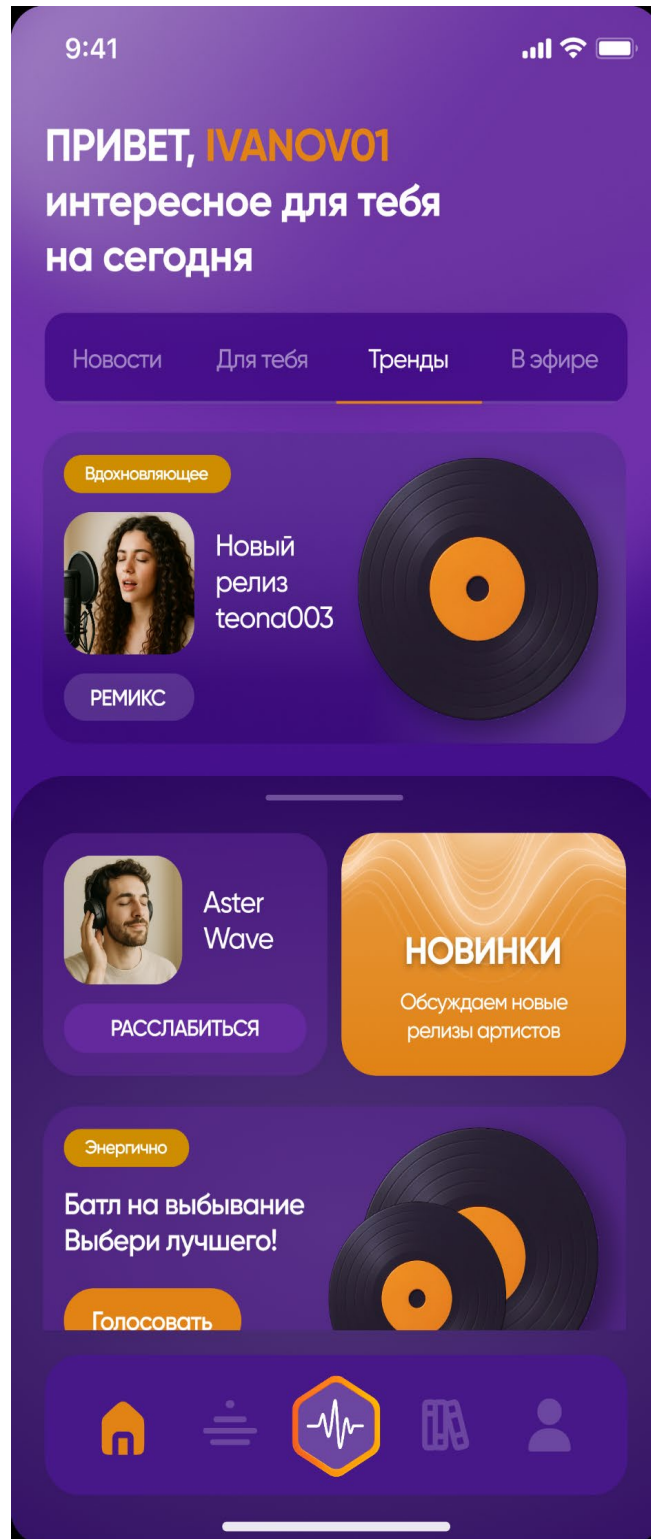 9:41
ПРИВЕТ, IVANOV01
интересное для тебя
на сегодня
Новости Для тебя Тренды В эфире
Вдохновляющее
Новый
релиз
teona003
РЕМИКС
Aster
Wave
РАССЛАБИТЬСЯ
НОВИНКИ
Обсуждаем новые
релизы артистов
Энергично
Батл на выбывание
Выбери лучшего!
Голосовать